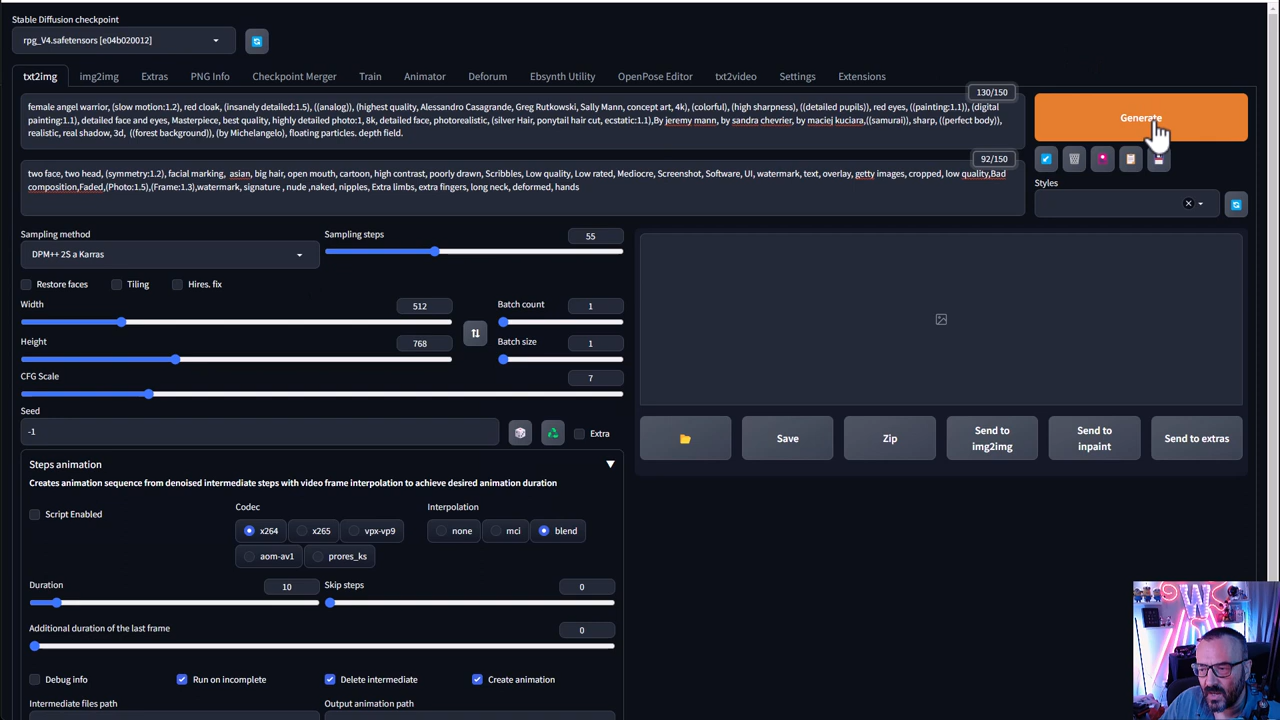 Stable Diffusion checkpoint
rpg_V4.safetensors [e04b020012]
txt2img
img2img
Extras
PNG Info
Checkpoint Merger
Train
Animator
Deforum
Ebsynth Utility
OpenPose Editor
txt2video
Settings
Extensions
130/150
female angel warrior, (slow motion:1.2), red cloak, (insanely detailed:1.5), ((analog)), (highest quality, Alessandro Casagrande, Greg Rutkowski, Sally Mann, concept art, 4k), (colorful), (high sharpness), ((detailed pupils)), red eyes, ((painting:1.1)), (digital
painting:1.1), detailed face and eyes, Masterpiece, best quality, highly detailed photo:1, 8k, detailed face, photorealistic, (silver Hair, ponytail hair cut, ecstatic:1.1),By jeremy mann, by sandra chevrier, by maciej kuciara,((samurai)), sharp, ((perfect body)),
realistic, real shadow, 3d, ((forest background)), (by Michelangelo), floating particles. depth field.
Generate
92/150
two face, two head, (symmetry:1.2), facial marking, asian, big hair, open mouth, cartoon, high contrast, poorly drawn, Scribbles, Low quality, Low rated, Mediocre, Screenshot, Software, UI, watermark, text, overlay, getty images, cropped, low quality,Bad
composition,Faded,(Photo:1.5),(Frame:1.3),watermark, signature , nude ,naked, nipples, Extra limbs, extra fingers, long neck, deformed, hands
Styles
Sampling method
DPM++ 2S a Karras
Sampling steps
55
Restore faces
Tiling
Hires. fix
Width
512
Batch count
1
Height
768
Batch size
1
CFG Scale
7
Seed
-1
Extra
Save
Zip
Send to
img2img
Send to
inpaint
Send to extras
Steps animation
Creates animation sequence from denoised intermediate steps with video frame interpolation to achieve desired animation duration
Script Enabled
Codec
x264
x265
vpx-vp9
aom-av1
prores_ks
Interpolation
none
mci
blend
Duration
10
Skip steps
0
Additional duration of the last frame
0
Debug info
Run on incomplete
Delete intermediate
Create animation
Intermediate files path
Output animation path